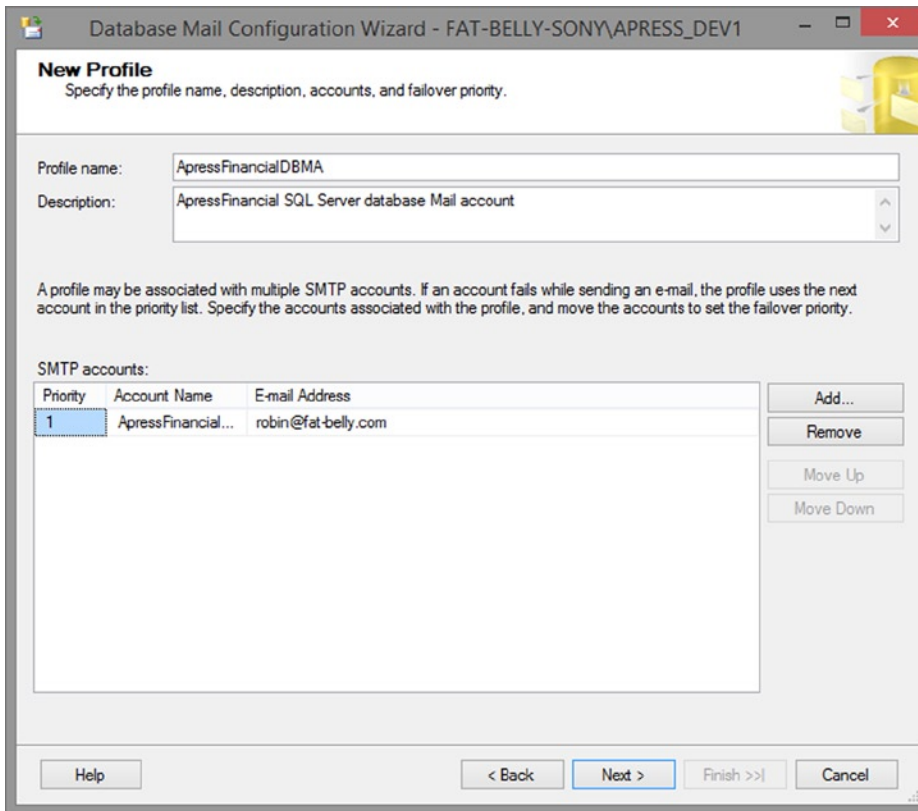 Database Mail Configuration Wizard - FAT-BELLY-SONY\APRESS_DEV1
New Profile
Specify the profile name, description, accounts, and failover priority.
Profile name:
ApressFinancialDBMA
Description:
ApressFinancial SQL Server database Mail account
A profile may be associated with multiple SMTP accounts. If an account fails while sending an e-mail, the profile uses the next
account in the priority list. Specify the accounts associated with the profile, and move the accounts to set the failover priority.
SMTP accounts:
Priority Account Name E-mail Address
1 ApressFinancial... robin@fat-belly.com
Add...
Remove
Move Up
Move Down
Help < Back Next > Finish >>| Cancel